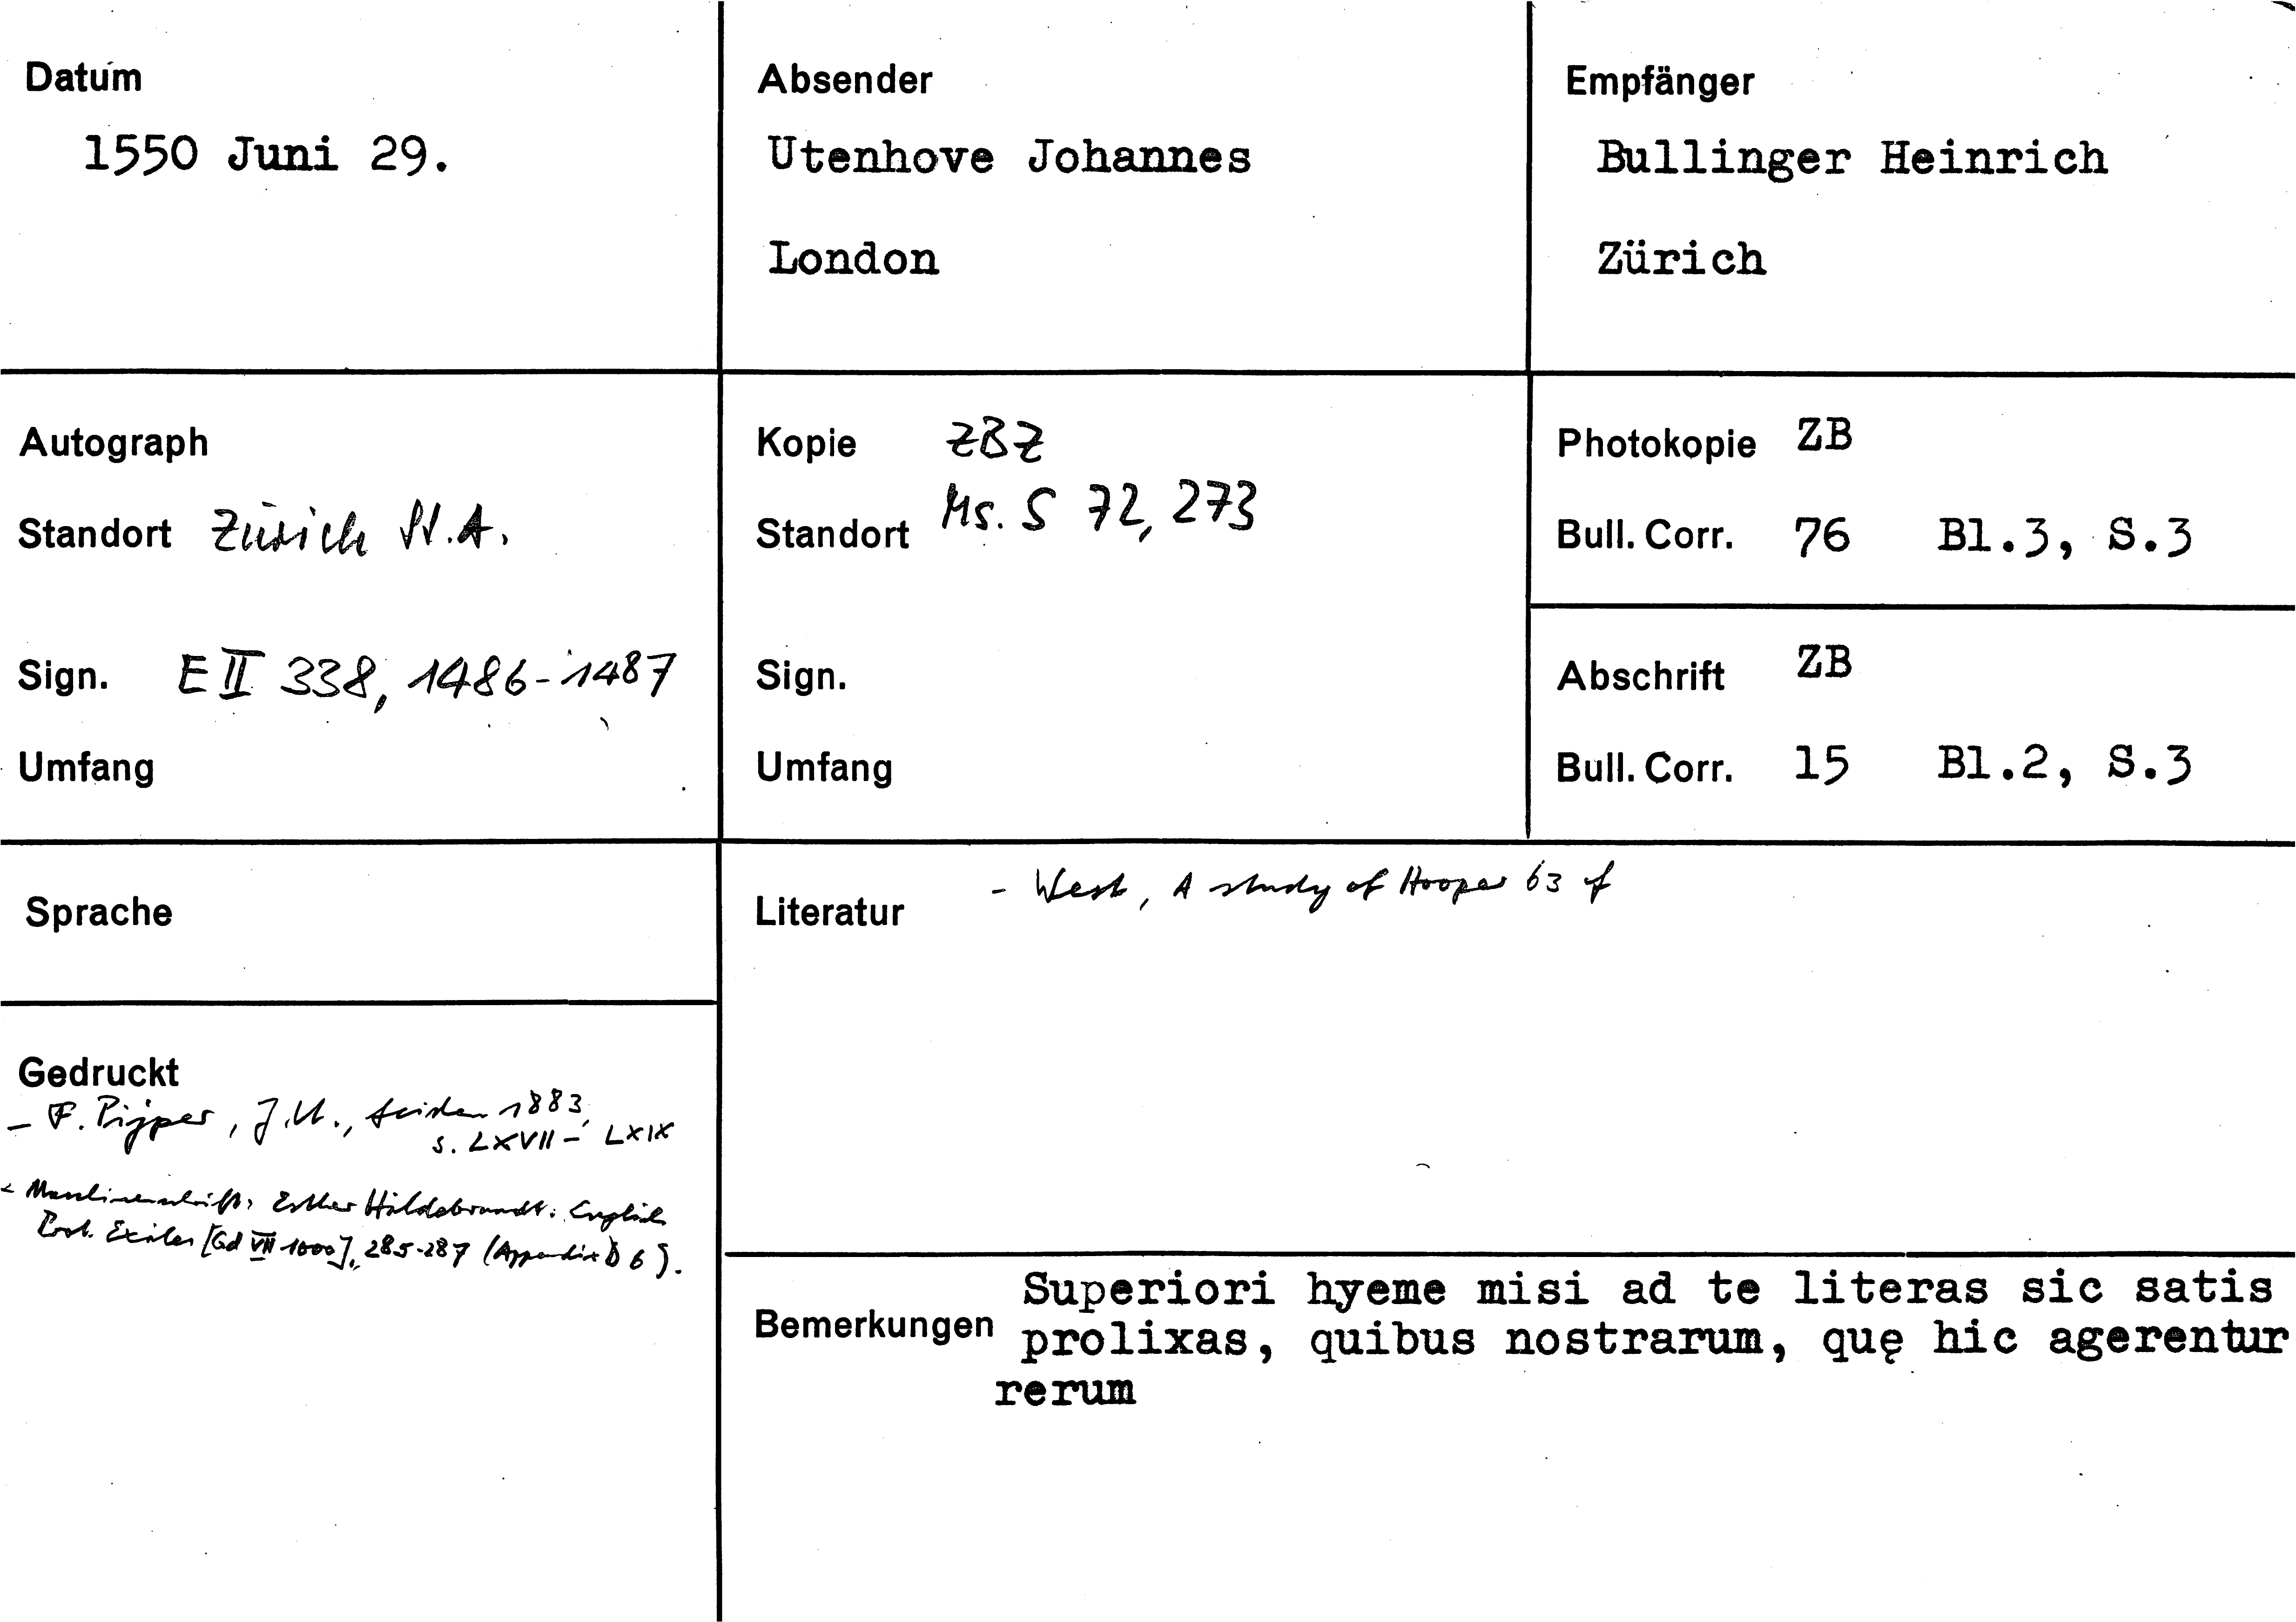 Datum
1550 Juni 29.
Absender
Utenhove Johannes
London
Empfänger
Bullinger Heinrich
Zürich
Autograph
Standort Zürich St.A.
Sign. E II 338, 1486-1487
Umfang
Kopie ZBZ
Standort Ms. S 72, 273
Sign.
Umfang
Photokopie ZB
Bull. Corr. 76 Bl.3, S.3
Abschrift ZB
Bull. Corr. 15 Bl.2, S.3
Sprache
Gedruckt
- F. Pijper, J.U., Leiden 1883,
S. LXVII - LXIX
- Maschinenschrift: Esther Hildebrandt: English
Prot. Exiles [Gd VII 1000], 285-287 (Appendix D 6).
Literatur - West, A study of Hooper 63 f
Bemerkungen Superiori hyeme misi ad te literas sic satis
prolixas, quibus nostrarum, quę hic agerentur
rerum